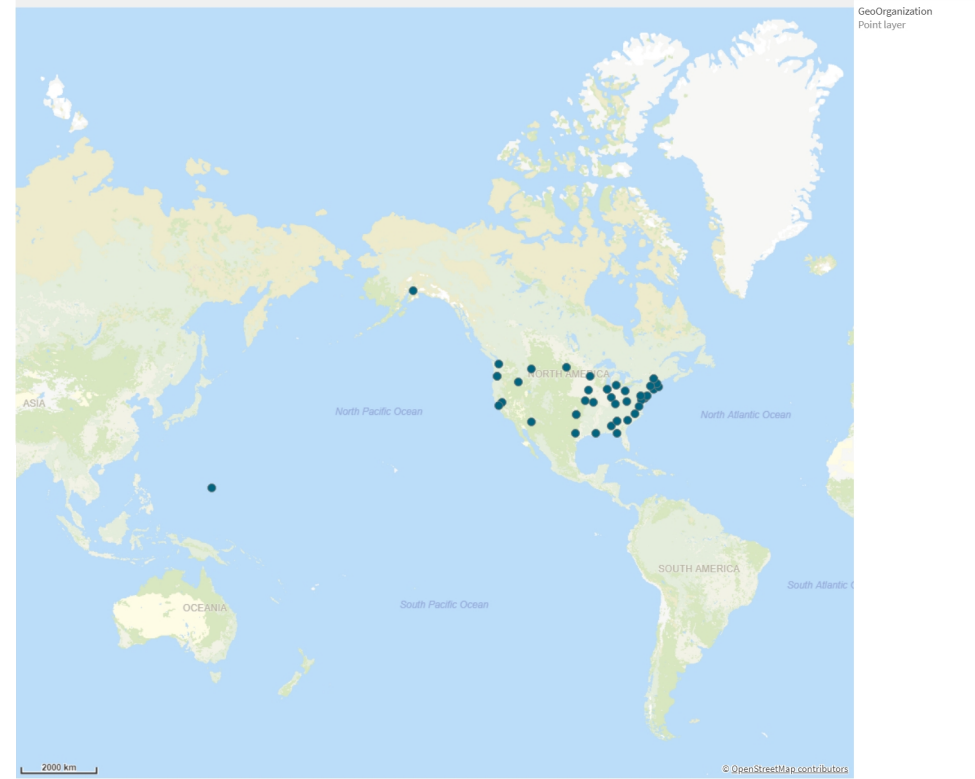 GeoOrganization
Point layer
NORTH AMERICA
ASIA
North Pacific Ocean
North Atlantic Ocean
SOUTH AMERICA
South Atlantic
OCEANIA
South Pacific Ocean
2000 km
© OpenStreetMap contributors